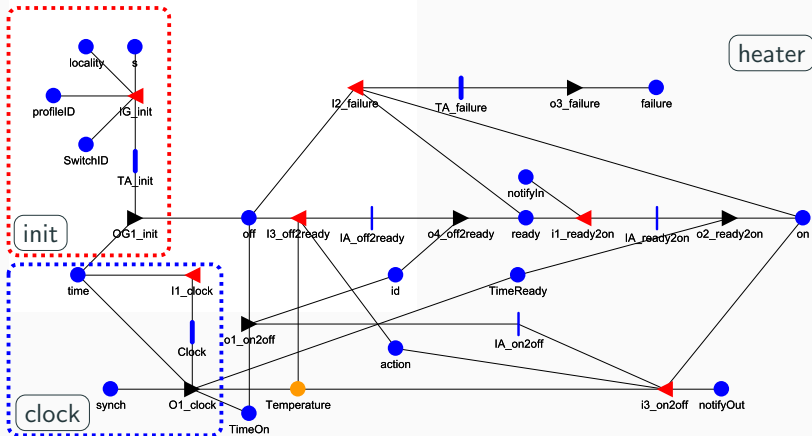 heater
locality
s
I2_failure
TA_failure
o3_failure
failure
profileID
IG_init
SwitchID
TA_init
notifyIn
init
OG1_init
off
I3_off2ready
IA_off2ready
o4_off2ready
ready
i1_ready2on
IA_ready2on
o2_ready2on
on
time
I1_clock
id
TimeReady
o1_on2off
IA_on2off
Clock
action
clock
synch
O1_clock
Temperature
i3_on2off
notifyOut
TimeOn